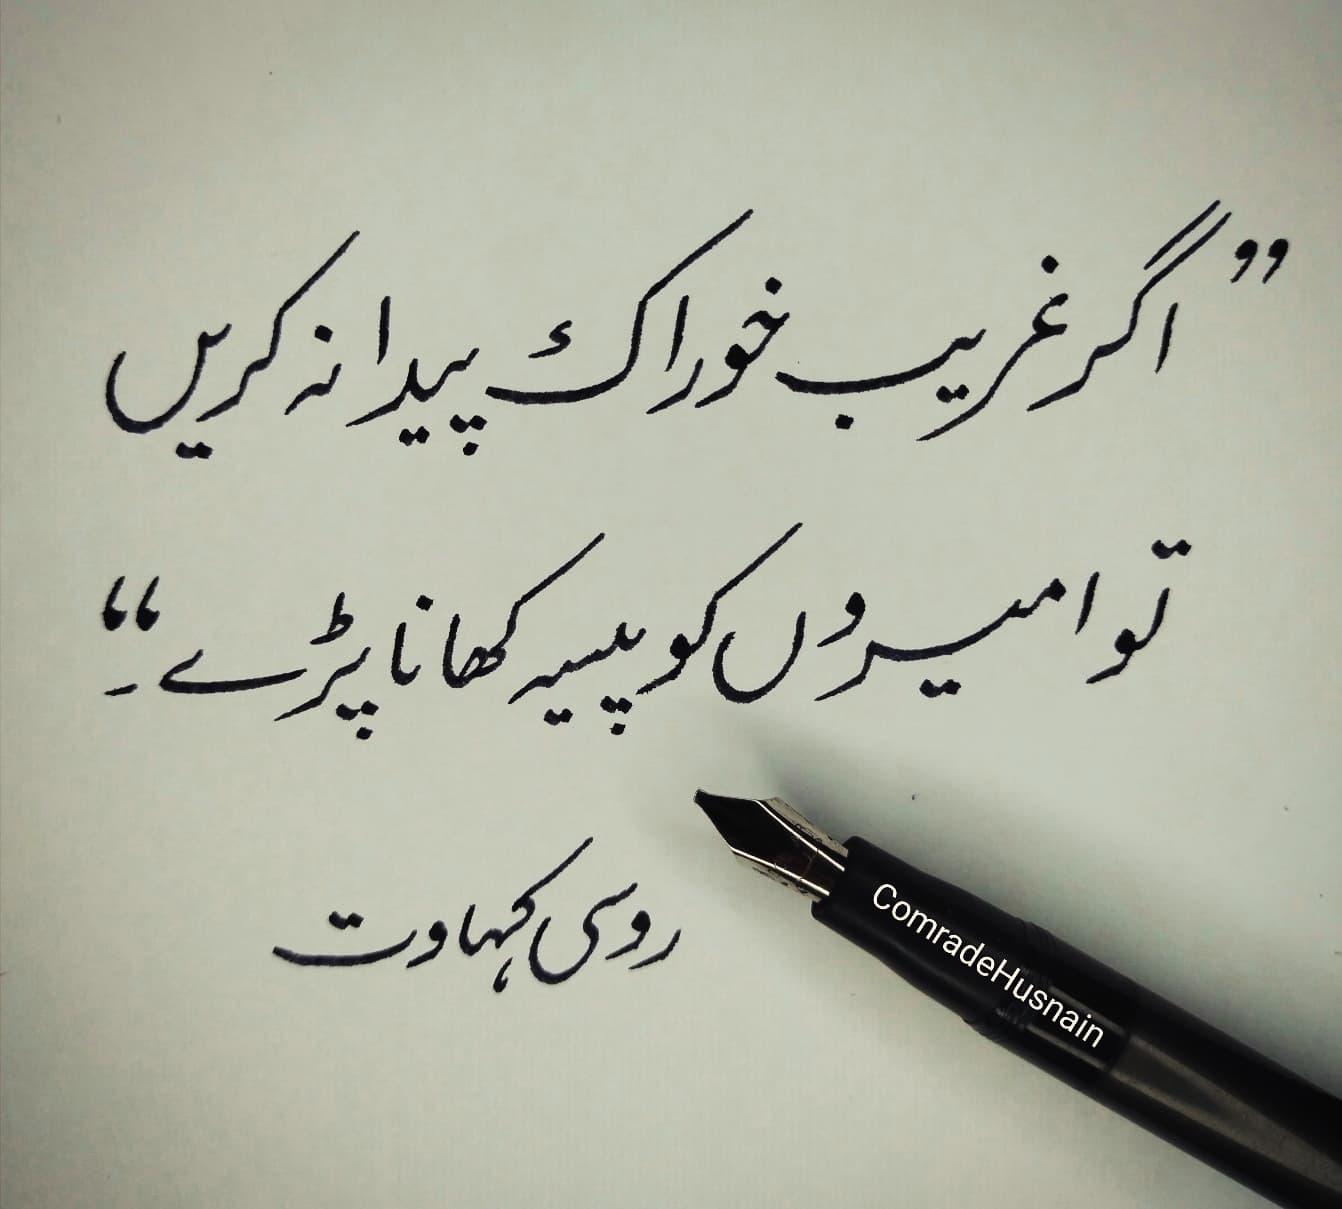 ”اگر غریب خوراک پیدا نہ کریں
تو امیروں کو پیسہ کھانا پڑے۔“
روسی کہاوت
ComradeHusnain